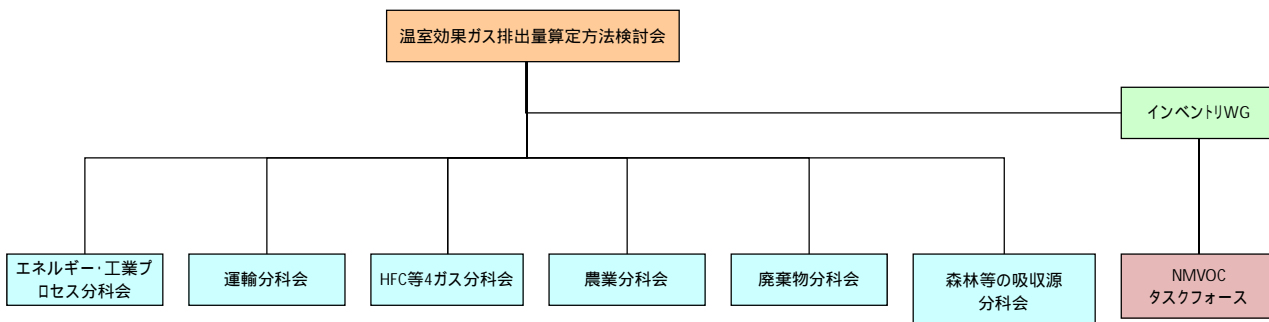 温室効果ガス排出量算定方法検討会
インベントリWG
エネルギー・工業プ
ロセス分科会
運輸分科会
HFC等4ガス分科会
農業分科会
廃棄物分科会
森林等の吸収源
分科会
NMVOC
タスクフォース